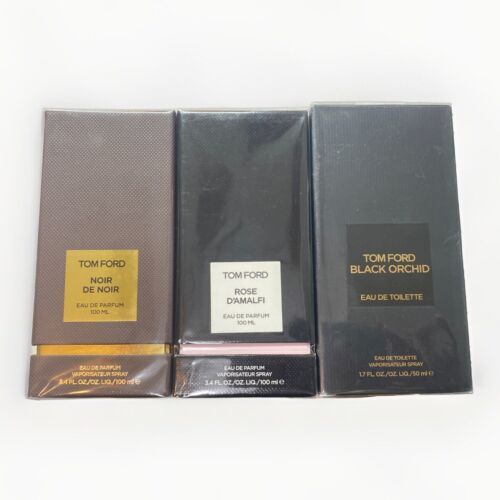 TOM FORD
NOIR
DE NOIR
EAU DE PARFUM
100 ML
EAU DE PARFUM
VAPORISATEUR SPRAY
3.4 FL.OZ./OZ. LIQ./100 ml e
TOM FORD
ROSE
D'AMALFI
EAU DE PARFUM
100 ML
EAU DE PARFUM
VAPORISATEUR SPRAY
3.4 FL.OZ./OZ. LIQ./100 ml e
TOM FORD
BLACK ORCHID
EAU DE TOILETTE
EAU DE TOILETTE
VAPORISATEUR SPRAY
1.7 FL. OZ./OZ. LIQ./50 ml e